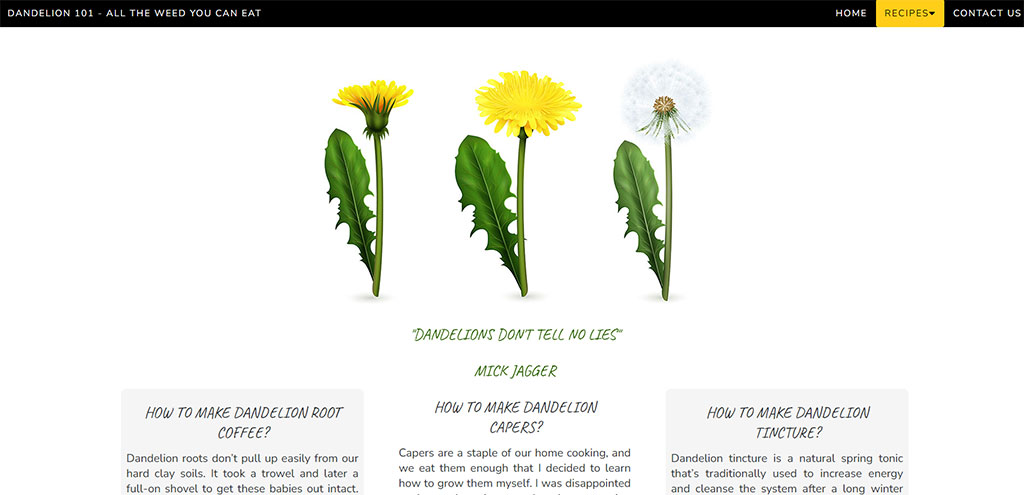 DANDELION 101 - ALL THE WEED YOU CAN EAT
HOME
RECIPES
CONTACT US
"DANDELIONS DON'T TELL NO LIES"
MICK JAGGER
HOW TO MAKE DANDELION ROOT
COFFEE?
Dandelion roots don't pull up easily from our
hard clay soils. It took a trowel and later a
full-on shovel to get these babies out intact.
HOW TO MAKE DANDELION
CAPERS?
Capers are a staple of our home cooking, and
we eat them enough that I decided to learn
how to grow them myself. I was disappointed
HOW TO MAKE DANDELION
TINCTURE?
Dandelion tincture is a natural spring tonic
that's traditionally used to increase energy
and cleanse the system after a long winter